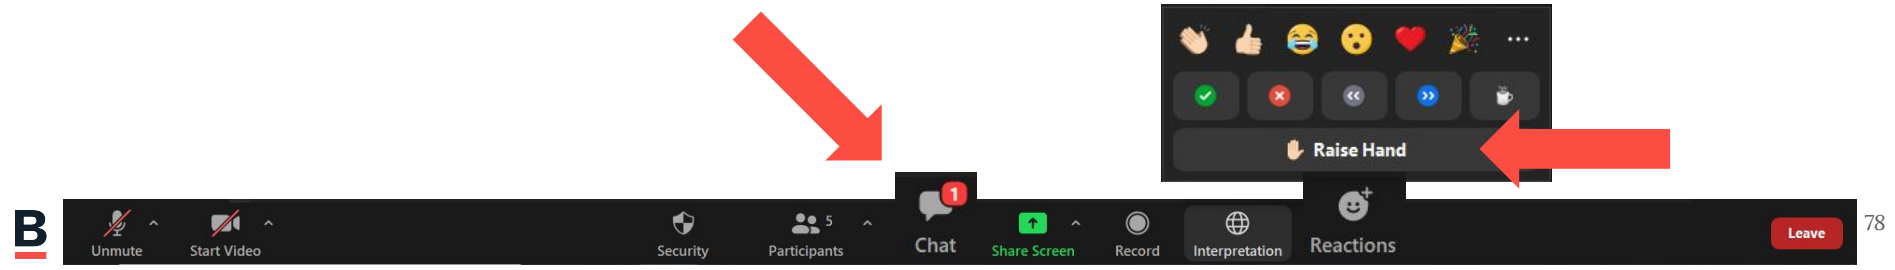 Raise Hand
B
Unmute
Start Video
Security
5
Participants
1
Chat
Share Screen
Record
Interpretation
Reactions
Leave
78